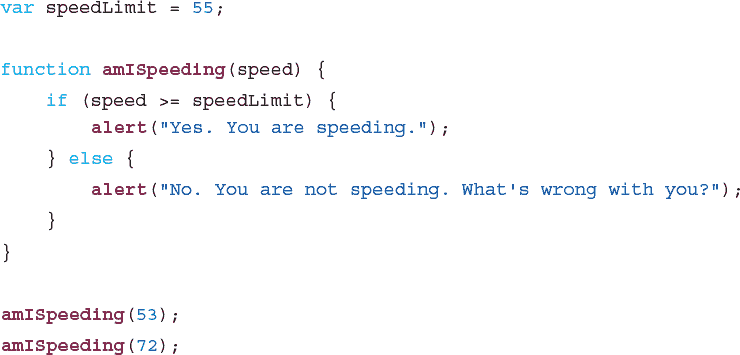 var speedLimit = 55;
function amISpeeding(speed) {
    if (speed >= speedLimit) {
        alert("Yes. You are speeding.");
    } else {
        alert("No. You are not speeding. What's wrong with you?");
    }
}
amISpeeding(53);
amISpeeding(72);